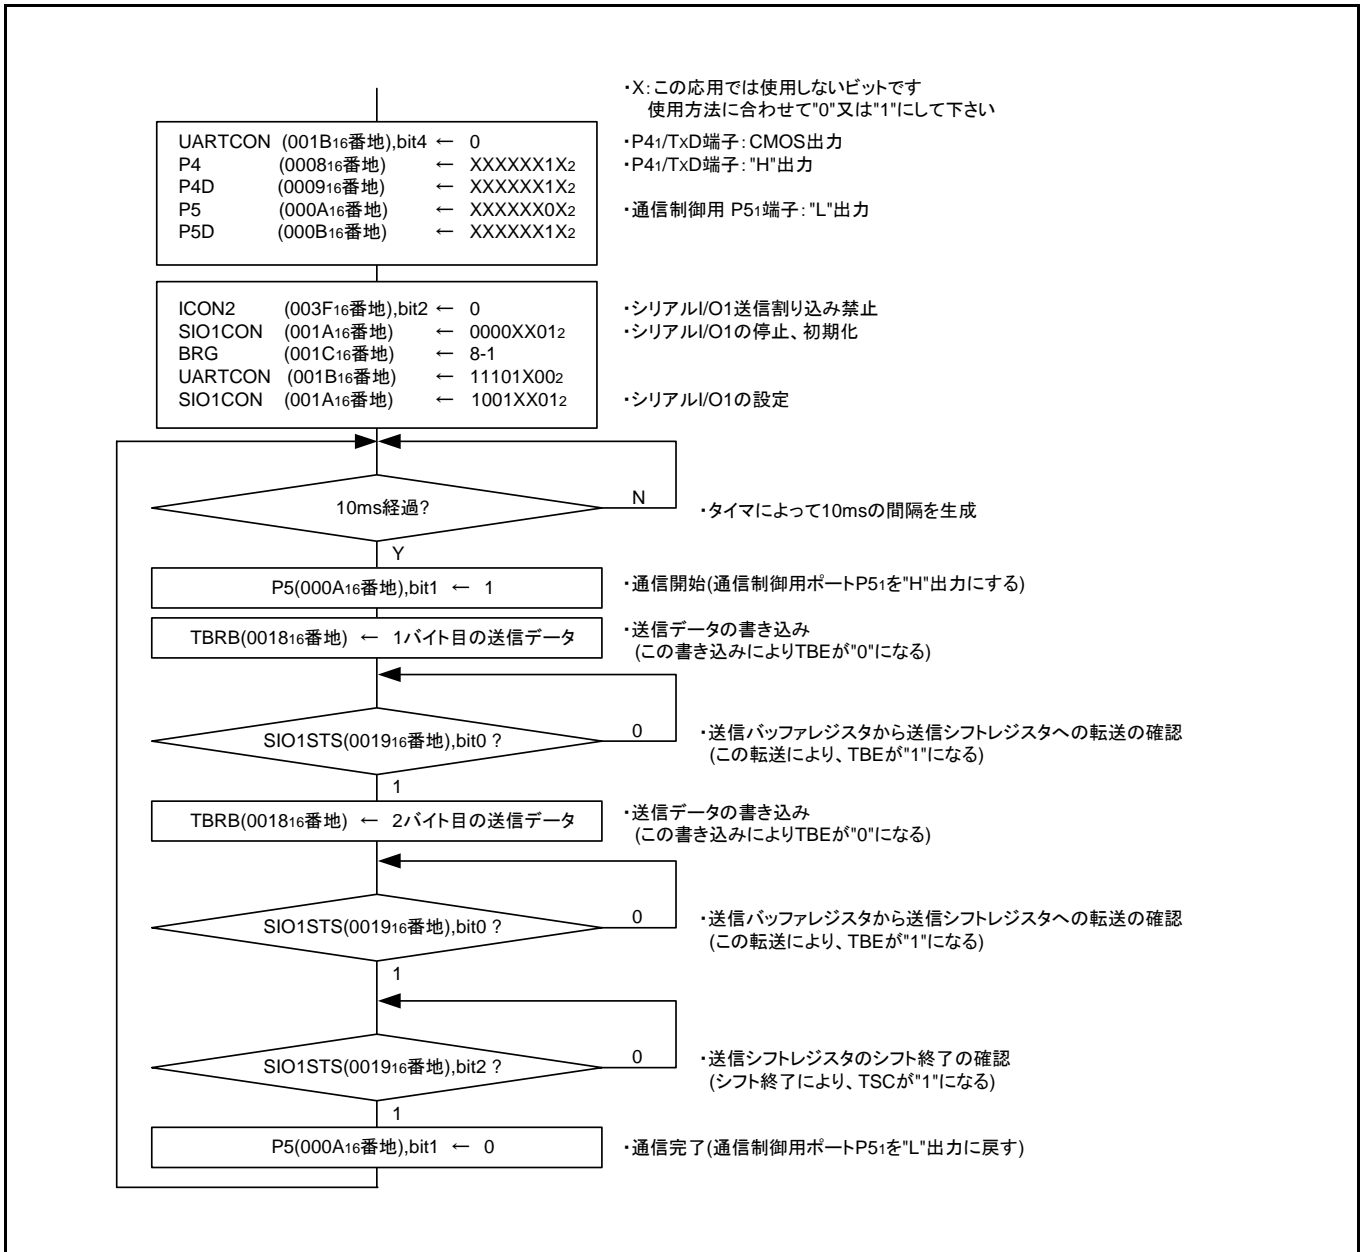 ・X：この応用では使用しないビットです
使用方法に合わせて"0"又は"1"にして下さい
UARTCON (001B16番地),bit4 ← 0 ・P41/TxD端子：CMOS出力
P4 (000816番地) ← XXXXXX1X2 ・P41/TxD端子："H"出力
P4D (000916番地) ← XXXXXX1X2
P5 (000A16番地) ← XXXXXX0X2 ・通信制御用 P51端子："L"出力
P5D (000B16番地) ← XXXXXX1X2
ICON2 (003F16番地),bit2 ← 0 ・シリアルI/O1送信割り込み禁止
SIO1CON (001A16番地) ← 0000XX012 ・シリアルI/O1の停止、初期化
BRG (001C16番地) ← 8-1
UARTCON (001B16番地) ← 11101X002
SIO1CON (001A16番地) ← 1001XX012 ・シリアルI/O1の設定
10ms経過? N ・タイマによって10msの間隔を生成
Y
P5(000A16番地),bit1 ← 1 ・通信開始(通信制御用ポートP51を"H"出力にする)
TBRB(001816番地) ← 1バイト目の送信データ ・送信データの書き込み
(この書き込みによりTBEが"0"になる)
SIO1STS(001916番地),bit0 ? 0 ・送信バッファレジスタから送信シフトレジスタへの転送の確認
(この転送により、TBEが"1"になる)
1
TBRB(001816番地) ← 2バイト目の送信データ ・送信データの書き込み
(この書き込みによりTBEが"0"になる)
SIO1STS(001916番地),bit0 ? 0 ・送信バッファレジスタから送信シフトレジスタへの転送の確認
(この転送により、TBEが"1"になる)
1
SIO1STS(001916番地),bit2 ? 0 ・送信シフトレジスタのシフト終了の確認
(シフト終了により、TSCが"1"になる)
1
P5(000A16番地),bit1 ← 0 ・通信完了(通信制御用ポートP51を"L"出力に戻す)